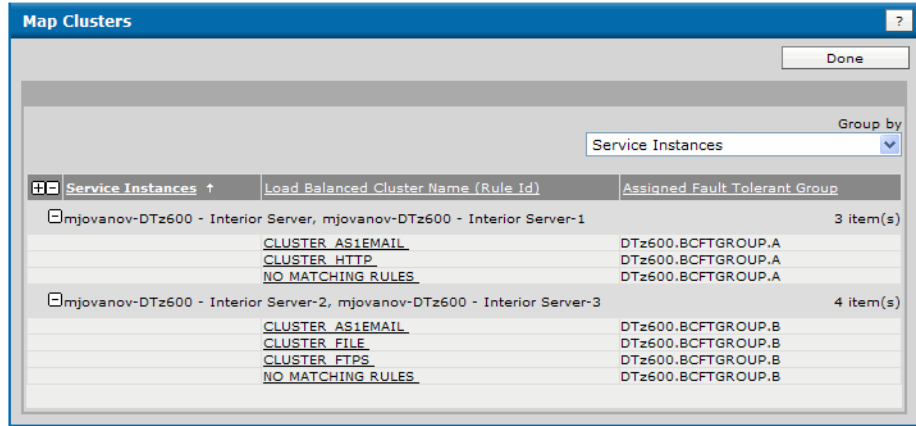 Map Clusters
?
Done
Group by
Service Instances
Service Instances ↑ Load Balanced Cluster Name (Rule Id) Assigned Fault Tolerant Group
mjovanov-DTz600 - Interior Server, mjovanov-DTz600 - Interior Server-1 3 item(s)
CLUSTER_AS1EMAIL DTz600.BCFTGROUP.A
CLUSTER_HTTP DTz600.BCFTGROUP.A
NO MATCHING RULES DTz600.BCFTGROUP.A
mjovanov-DTz600 - Interior Server-2, mjovanov-DTz600 - Interior Server-3 4 item(s)
CLUSTER_AS1EMAIL DTz600.BCFTGROUP.B
CLUSTER_FILE DTz600.BCFTGROUP.B
CLUSTER_FTPS DTz600.BCFTGROUP.B
NO MATCHING RULES DTz600.BCFTGROUP.B